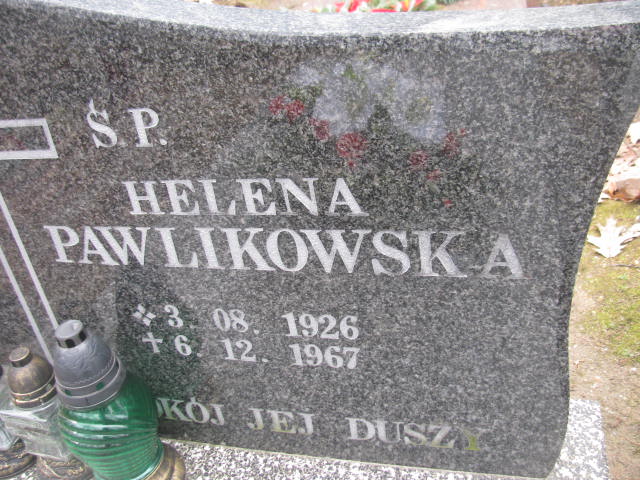 Ś.P.
HELENA
PAWLIKOWSKA
3. 08. 1926
6. 12. 1967
OKÓJ JEJ DUSZY